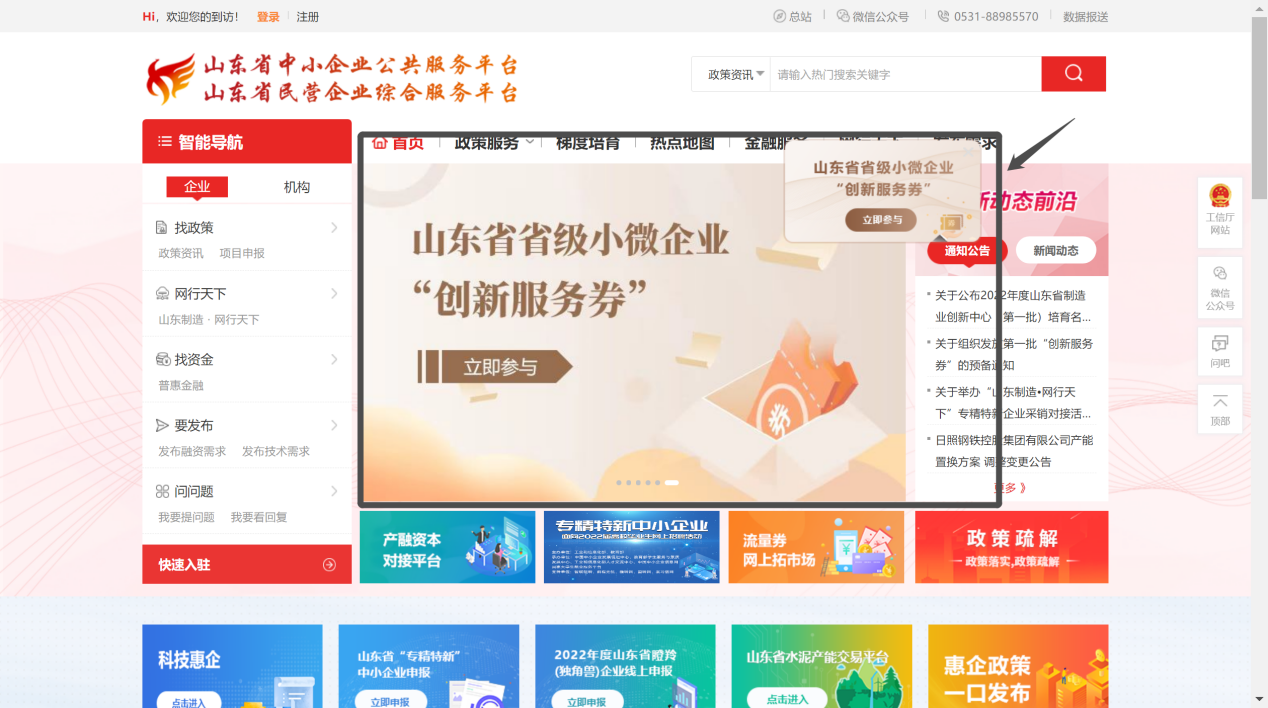 Hi，欢迎您的到访！ 登录 注册
总站 微信公众号 0531-88985570 数据报送
山东省中小企业公共服务平台
山东省民营企业综合服务平台
政策资讯 请输入热门搜索关键字
智能导航
首页 政策服务 梯度培育 热点地图
企业 机构
找政策
政策资讯 项目申报
网行天下
山东制造 · 网行天下
找资金
普惠金融
要发布
发布融资需求 发布技术需求
问问题
我要提问题 我要看回复
快速入驻
山东省省级小微企业
“创新服务券”
立即参与
山东省省级小微企业
“创新服务券”
立即参与
券
新动态前沿
通知公告 新闻动态
关于公布2022年度山东省制造
业创新中心（第一批）培育名...
关于组织发放第一批“创新服务
券”的预备通知
关于举办“山东制造•网行天
下”专精特新企业采销对接活...
日照钢铁控股集团有限公司产能
置换方案 调整变更公告
更多 》
工信厅
网站
微信
公众号
问吧
顶部
产融资本
对接平台
专精特新中小企业
面向2022届高校毕业生网上招聘活动
流量券
网上拓市场
政策疏解
政策落实,政策疏解
科技惠企
点击进入
山东省“专精特新”
中小企业申报
立即申报
2022年度山东省瞪羚
(独角兽)企业线上申报
立即申报
山东省水泥产能交易平台
点击进入
惠企政策
一口发布